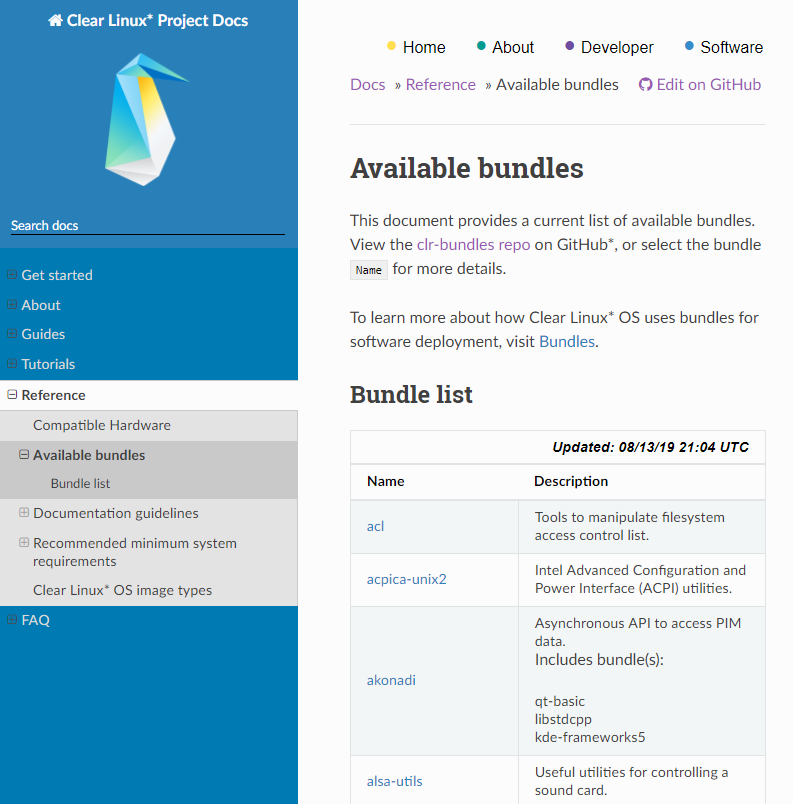 Clear Linux* Project Docs
Search docs
Get started
About
Guides
Tutorials
Reference
Compatible Hardware
Available bundles
Bundle list
Documentation guidelines
Recommended minimum system
requirements
Clear Linux* OS image types
FAQ
Home About Developer Software
Docs » Reference » Available bundles Edit on GitHub
Available bundles
This document provides a current list of available bundles.
View the clr-bundles repo on GitHub*, or select the bundle
Name for more details.
To learn more about how Clear Linux* OS uses bundles for
software deployment, visit Bundles.
Bundle list
Updated: 08/13/19 21:04 UTC
Name Description
acl
Tools to manipulate filesystem
access control list.
acpica-unix2
Intel Advanced Configuration and
Power Interface (ACPI) utilities.
akonadi
Asynchronous API to access PIM
data.
Includes bundle(s):
qt-basic
libstdcpp
kde-frameworks5
alsa-utils
Useful utilities for controlling a
sound card.